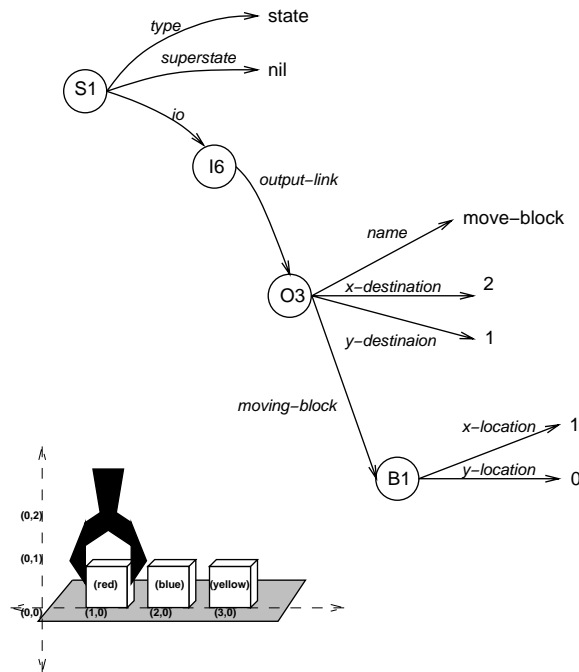 type
state
superstate
nil
S1
io
I6
output-link
name
move-block
O3
x-destination
2
y-destinaion
1
moving-block
x-location
1
B1
y-location
0
(0,2)
(0,1)
(red)
(blue)
(yellow)
(0,0)
(1,0)
(2,0)
(3,0)